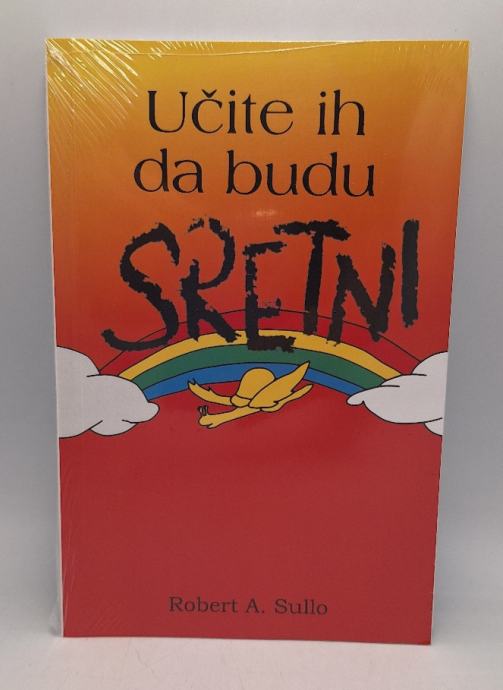 Učite ih
da budu
SRETNI
Robert A. Sullo